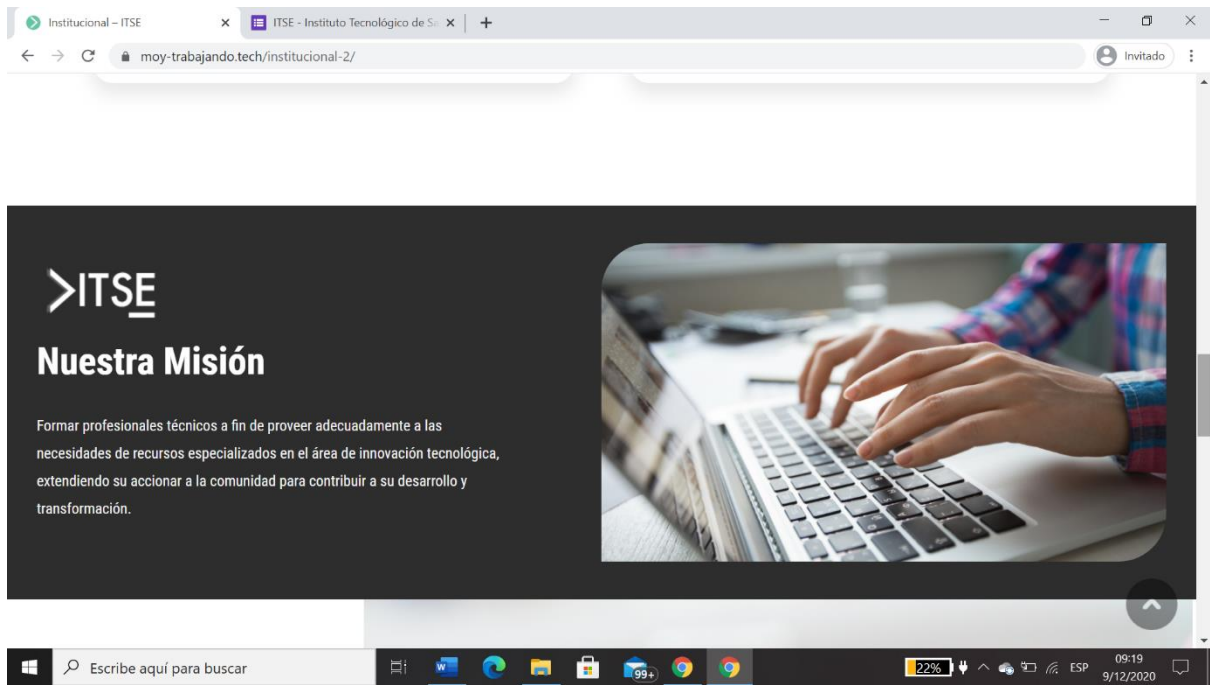 Institucional – ITSE
ITSE - Instituto Tecnológico de Sa
moy-trabajando.tech/institucional-2/
Invitado
>ITSE
Nuestra Misión
Formar profesionales técnicos a fin de proveer adecuadamente a las
necesidades de recursos especializados en el área de innovación tecnológica,
extendiendo su accionar a la comunidad para contribuir a su desarrollo y
transformación.
Escribe aquí para buscar
99+
22%
ESP
09:19
9/12/2020